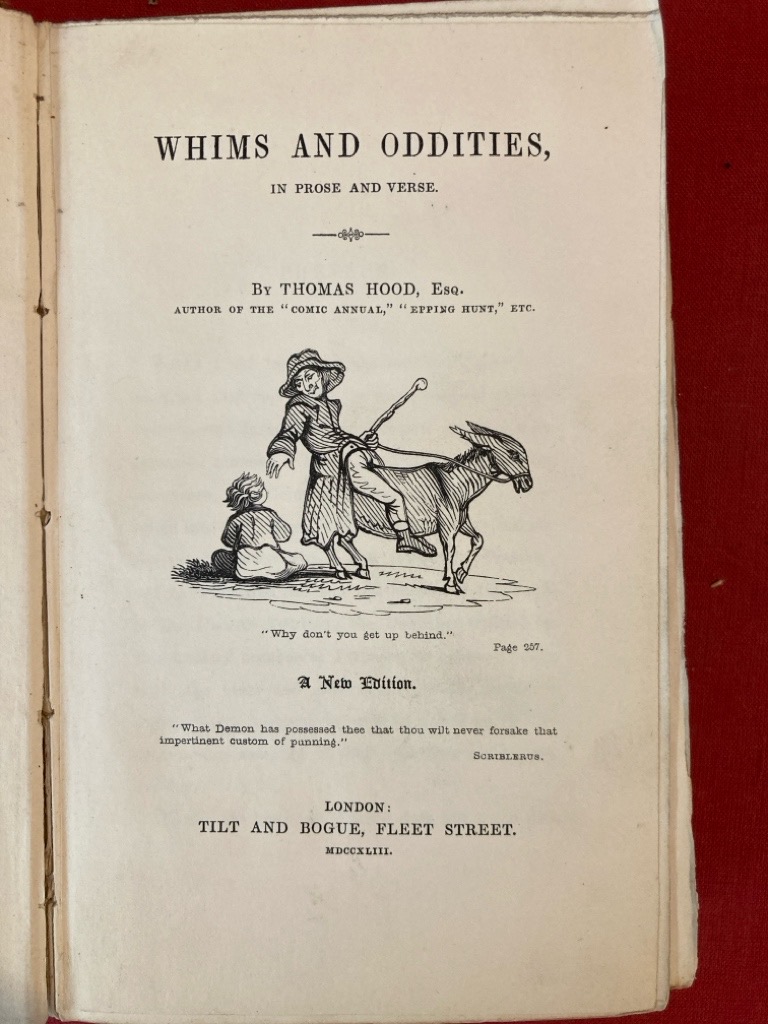 WHIMS AND ODDITIES,
IN PROSE AND VERSE.
By THOMAS HOOD, Esq.
AUTHOR OF THE "COMIC ANNUAL," "EPPING HUNT," ETC.
"Why don't you get up behind."
Page 257.
A New Edition.
"What Demon has possessed thee that thou wilt never forsake that
impertinent custom of punning."
Scriblerus.
LONDON:
TILT AND BOGUE, FLEET STREET.
MDCCXLIII.